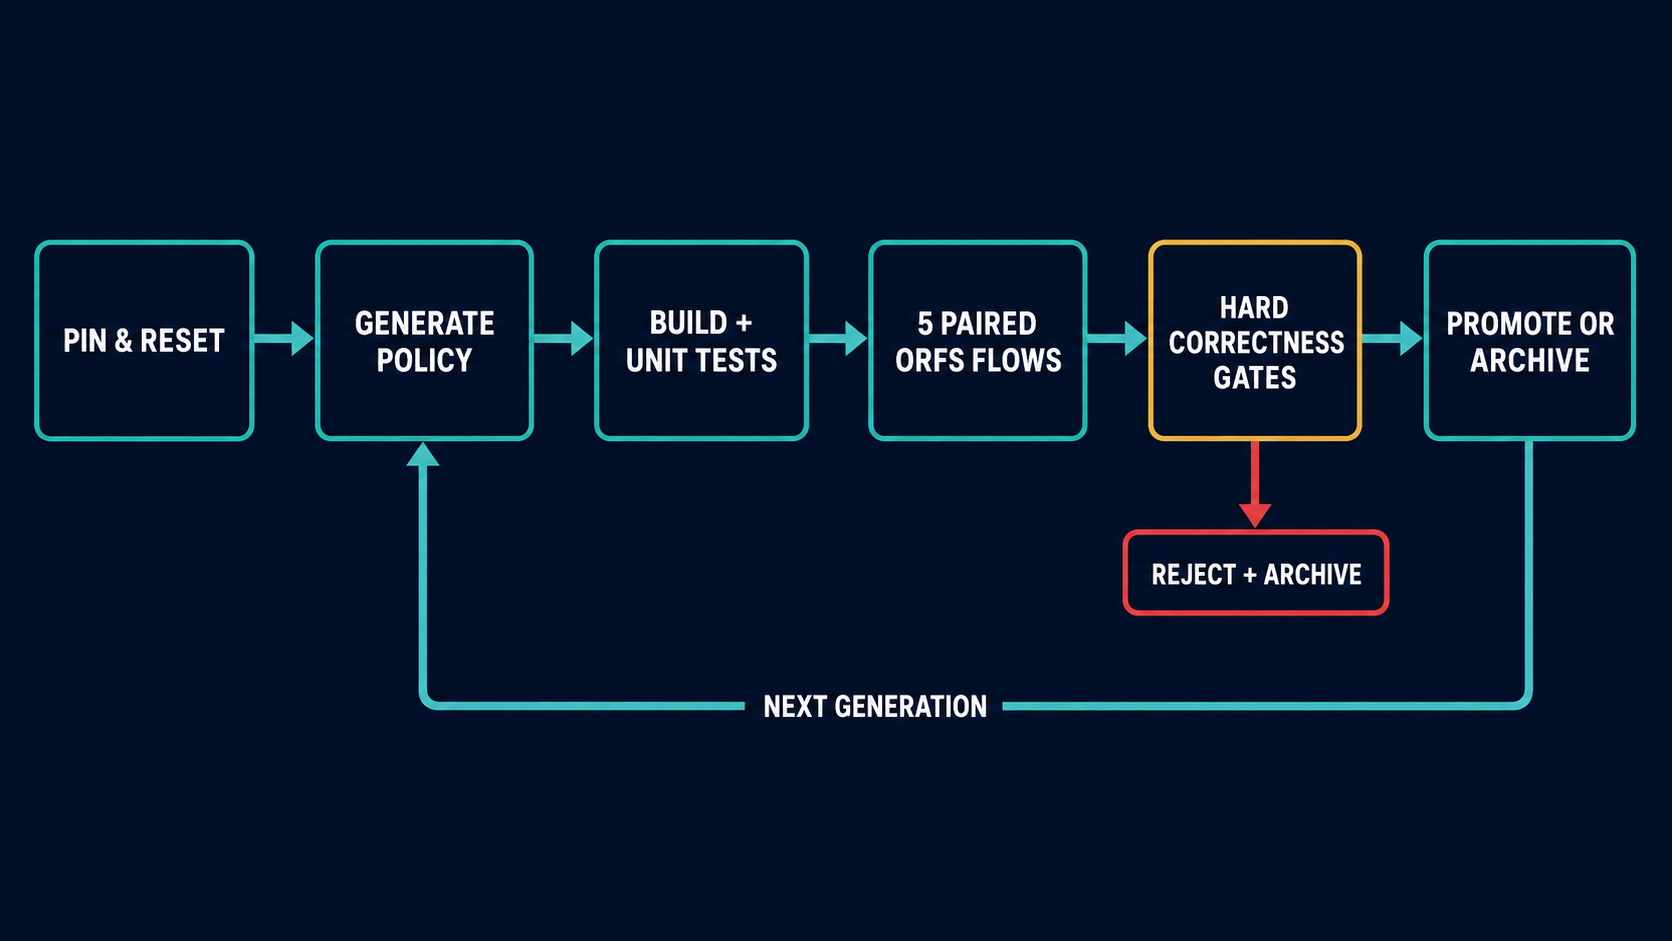 PIN & RESET
GENERATE
POLICY
BUILD +
UNIT TESTS
5 PAIRED
ORFS FLOWS
HARD
CORRECTNESS
GATES
PROMOTE OR
ARCHIVE
REJECT + ARCHIVE
NEXT GENERATION